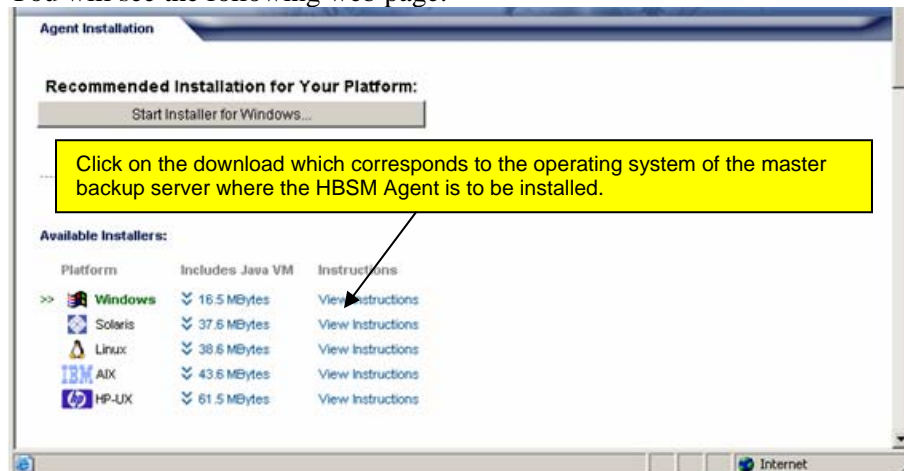 You will see the following web page.
Agent Installation
Recommended Installation for Your Platform:
Start Installer for Windows...
Click on the download which corresponds to the operating system of the master
backup server where the HBSM Agent is to be installed.
Available Installers:
Platform Includes Java VM Instructions
>> Windows 16.5 MBytes View Instructions
Solaris 37.6 MBytes View Instructions
Linux 38.6 MBytes View Instructions
IBM AIX 43.6 MBytes View Instructions
hp HP-UX 61.5 MBytes View Instructions
Internet